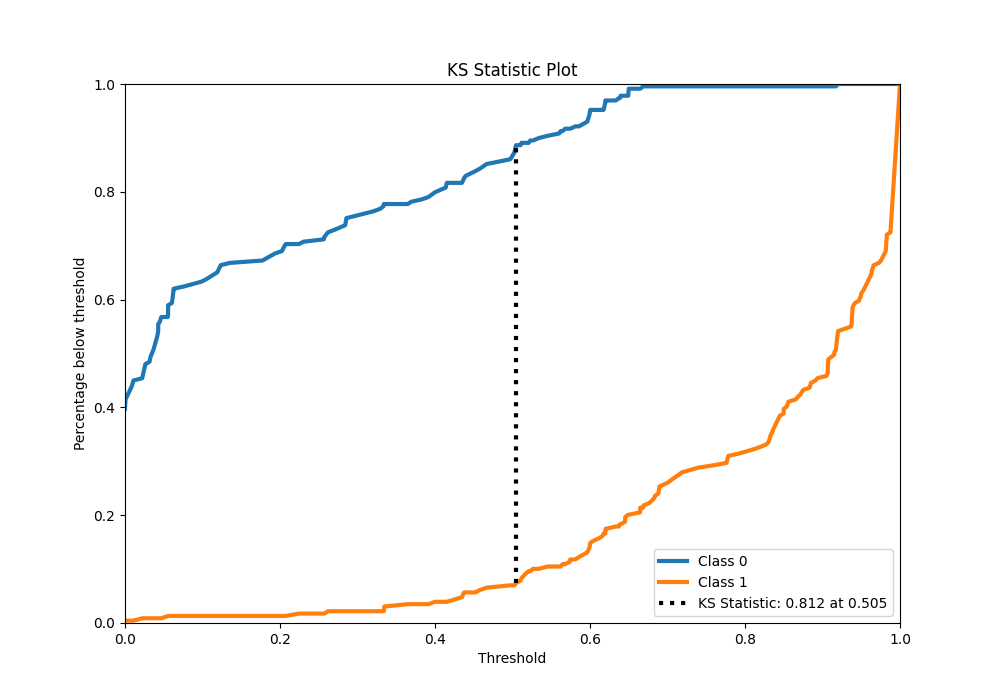 KS Statistic Plot
1.0
0.8
0.6
0.4
0.2
0.0
Percentage below threshold
0.0 0.2 0.4 0.6 0.8 1.0
Threshold
Class 0
Class 1
KS Statistic: 0.812 at 0.505